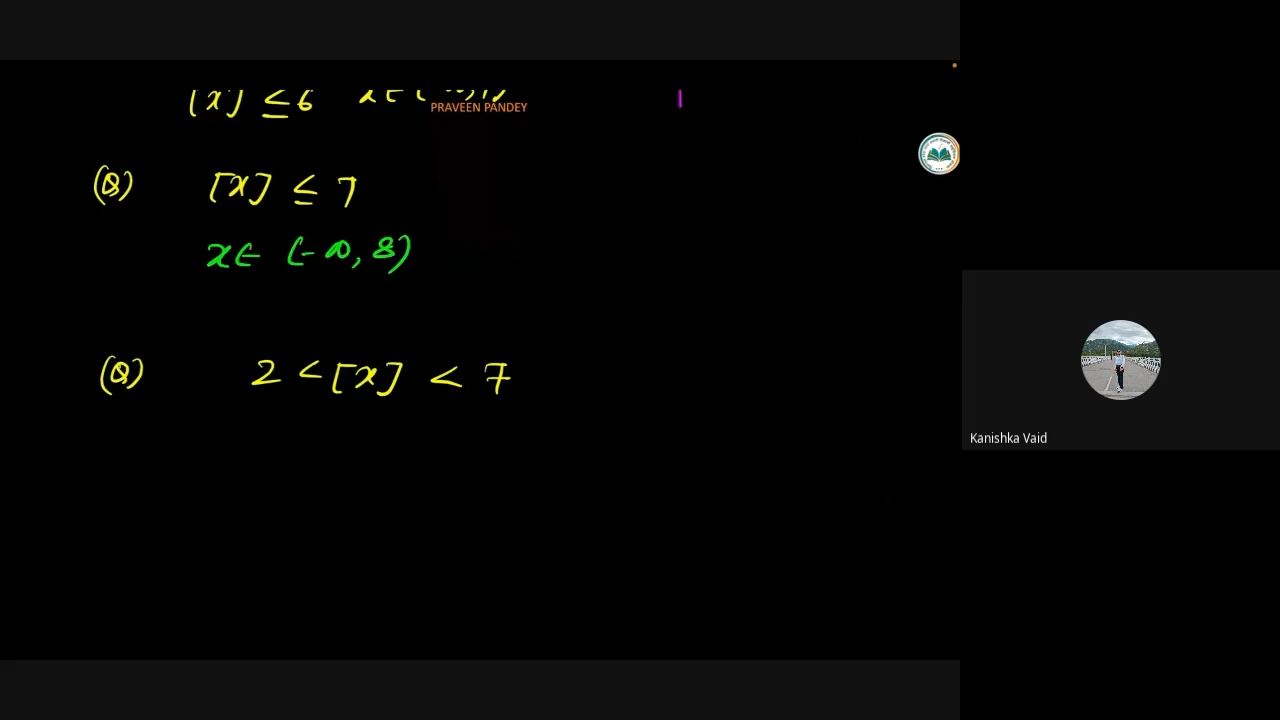 [x] ≤ 6
PRAVEEN PANDEY
(Q) [x] ≤ 7
x ∈ (-∞, 8)
(Q) 2 < [x] < 7
Kanishka Vaid